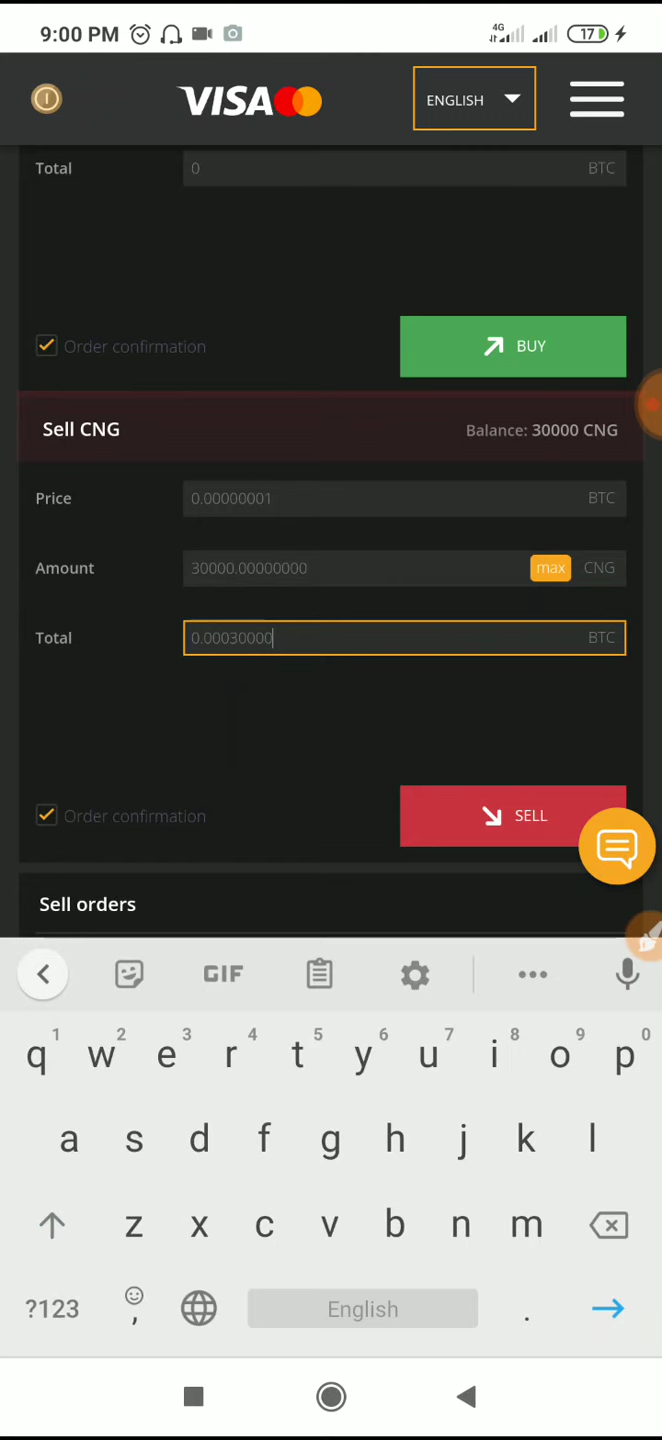 9:00 PM 4G 17
VISA ENGLISH
Total 0 BTC
Order confirmation BUY
Sell CNG Balance: 30000 CNG
Price 0.00000001 BTC
Amount 30000.00000000 max CNG
Total 0.00030000 BTC
Order confirmation SELL
Sell orders
GIF
1 2 3 4 5 6 7 8 9 0
q w e r t y u i o p
a s d f g h j k l
z x c v b n m
?123 , English .